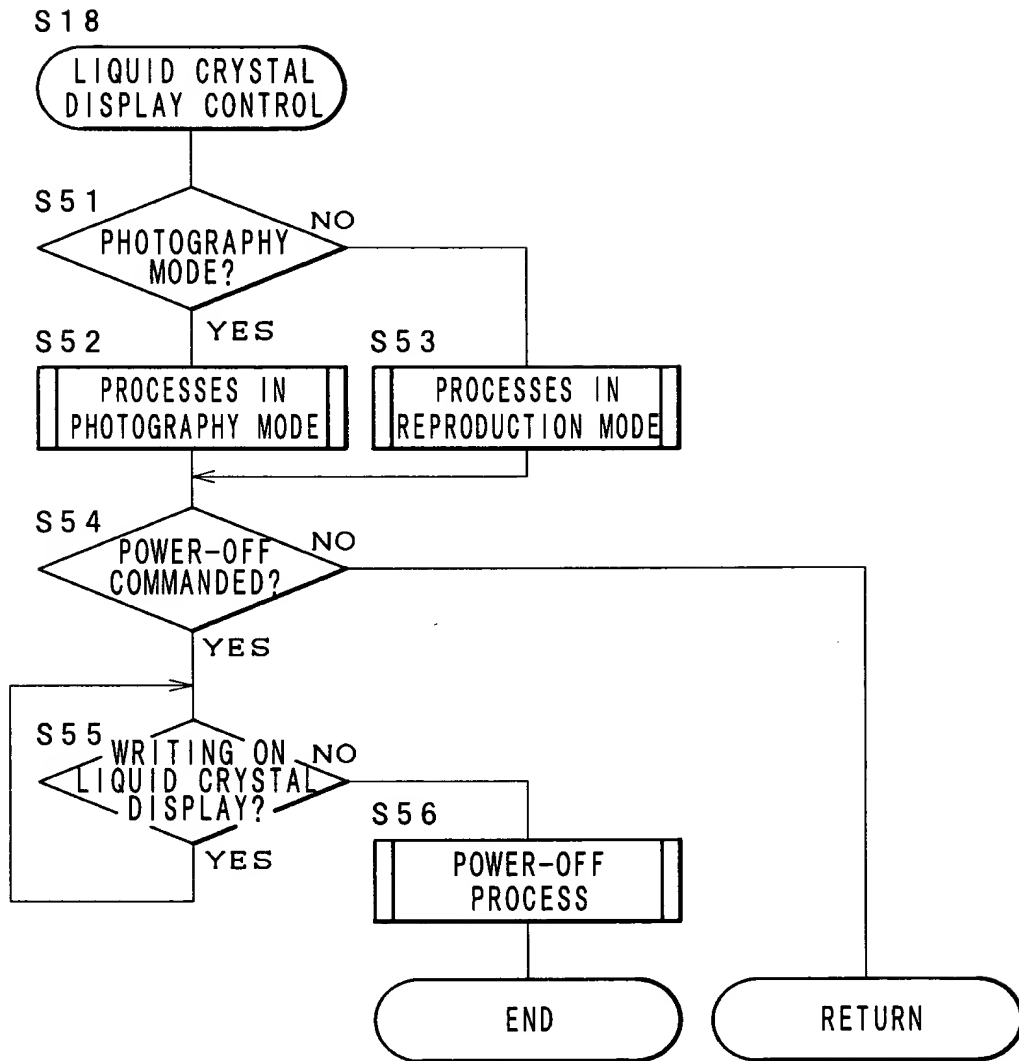 S18
LIQUID CRYSTAL
DISPLAY CONTROL
S51
NO
PHOTOGRAPHY
MODE?
YES
S52
S53
PROCESSES IN
PHOTOGRAPHY MODE
PROCESSES IN
REPRODUCTION MODE
S54
NO
POWER-OFF
COMMANDED?
YES
S55
WRITING ON
LIQUID CRYSTAL
DISPLAY?
NO
YES
S56
POWER-OFF
PROCESS
END
RETURN